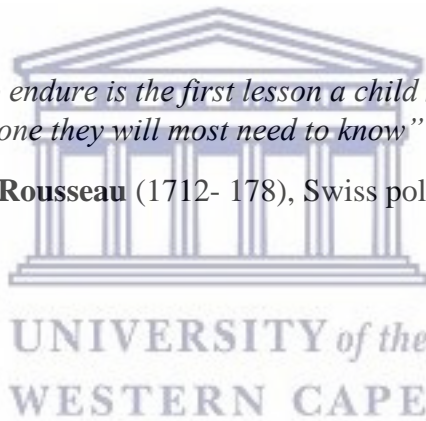 endure is the first lesson a child
one they will most need to know”
Rousseau (1712- 178), Swiss pol
UNIVERSITY of the
WESTERN CAPE